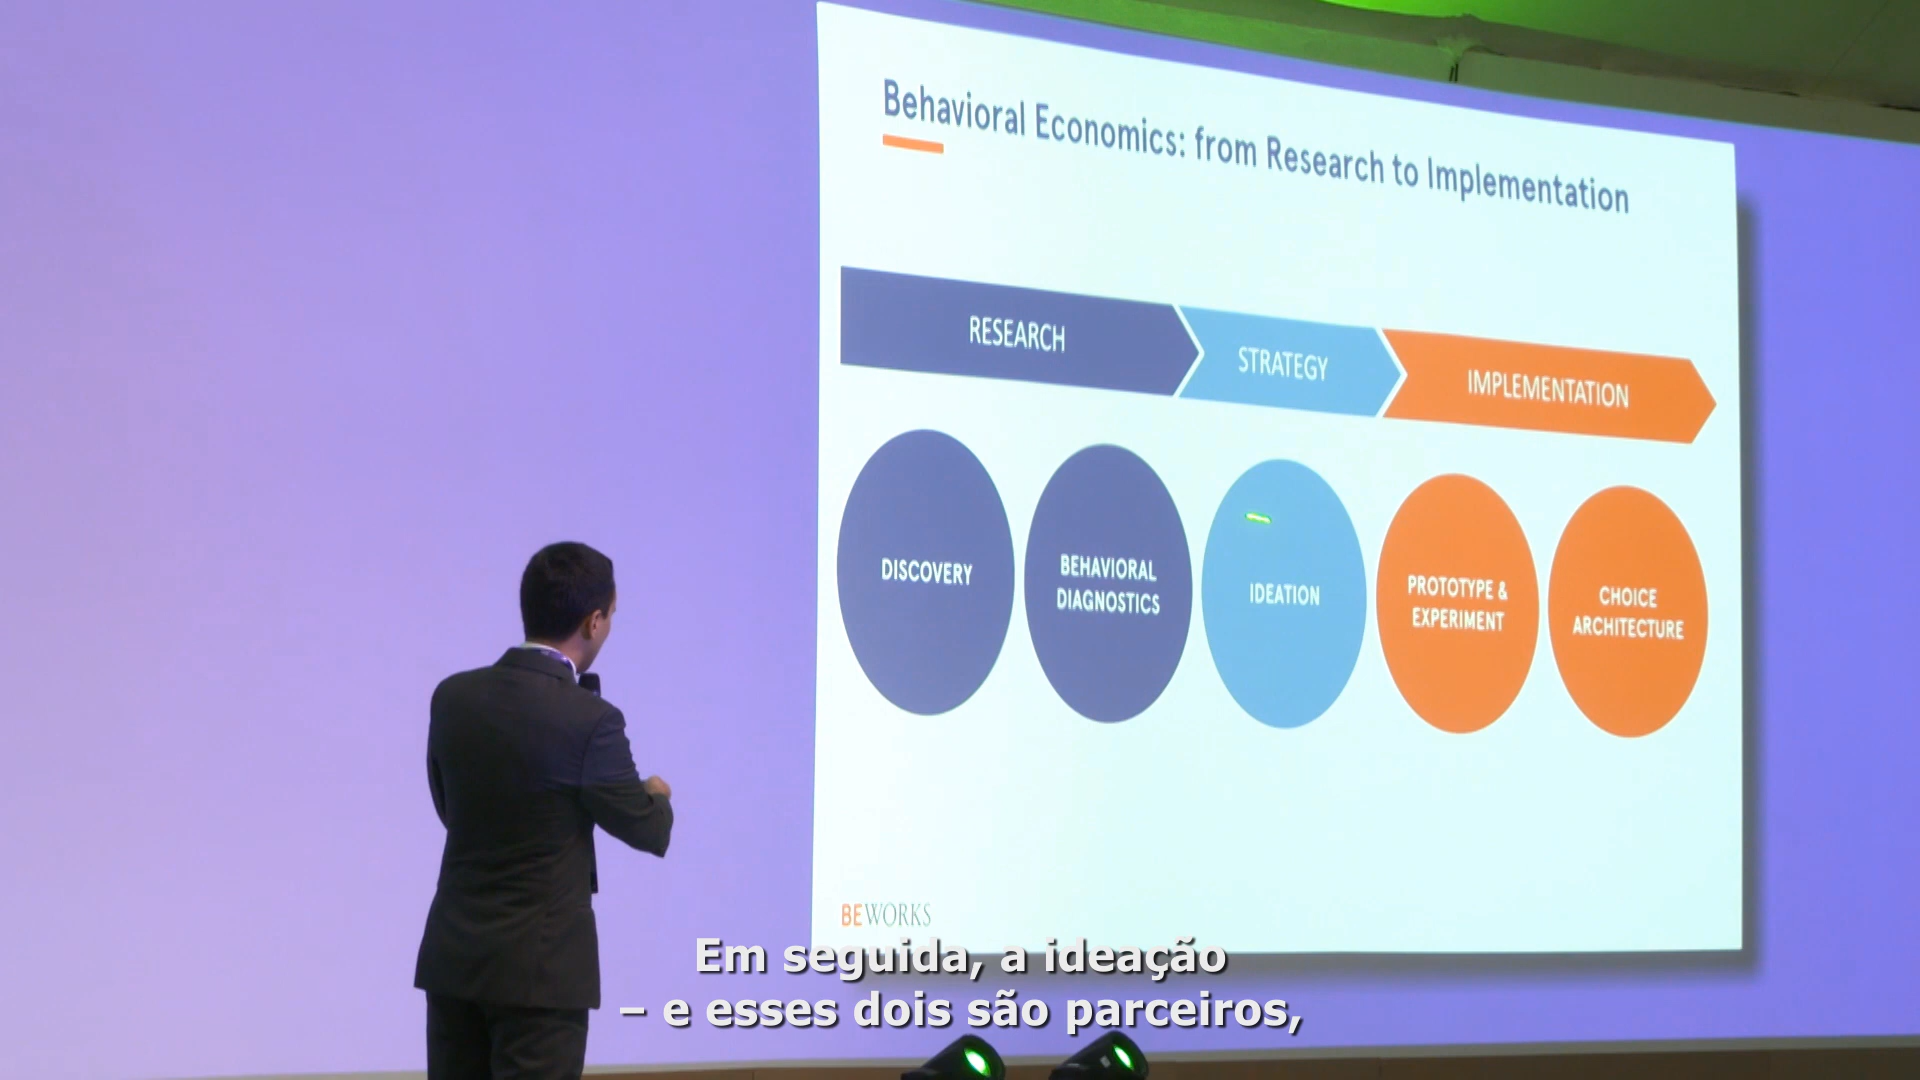 Behavioral Economics: from Research to Implementation
RESEARCH
STRATEGY
IMPLEMENTATION
DISCOVERY
BEHAVIORAL
DIAGNOSTICS
IDEATION
PROTOTYPE &
EXPERIMENT
CHOICE
ARCHITECTURE
BEWORKS
Em seguida, a ideação
– e esses dois são parceiros,